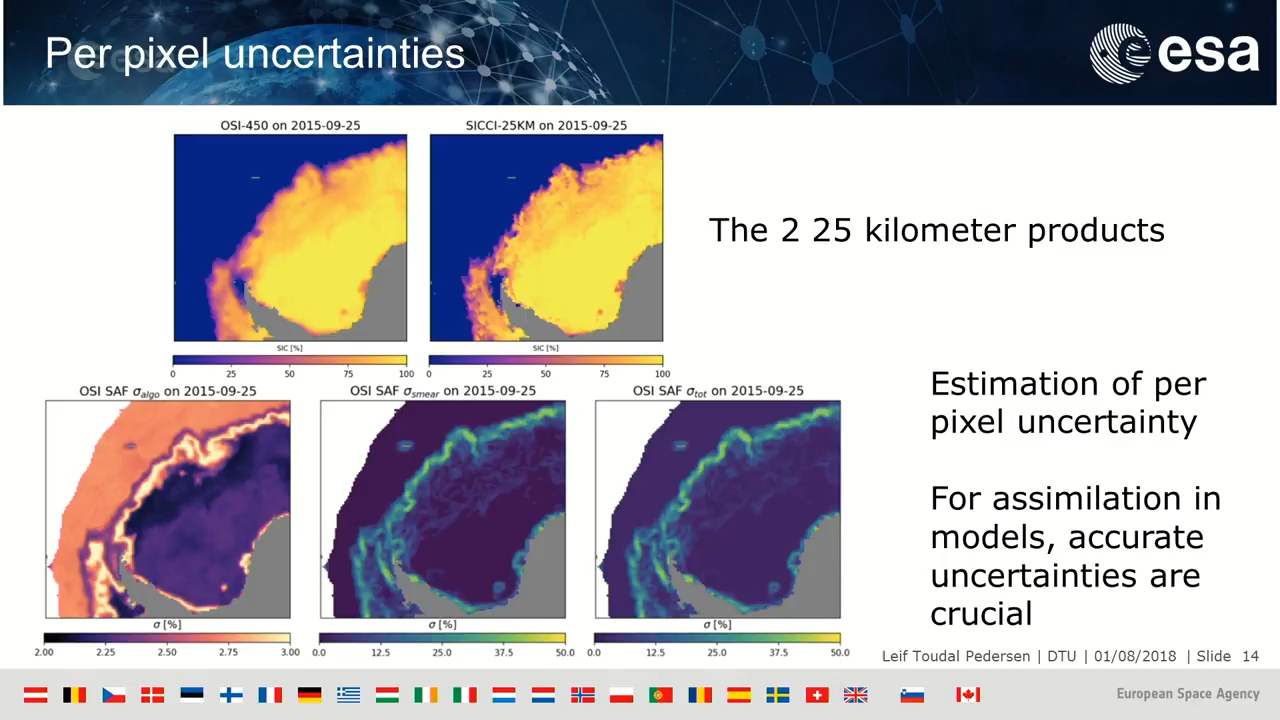 Per pixel uncertainties
esa
OSI-450 on 2015-09-25
SICCI-25KM on 2015-09-25
The 2 25 kilometer products
SIC [%]
SIC [%]
0 25 50 75 100
0 25 50 75 100
OSI SAF σalgo on 2015-09-25
OSI SAF σsmear on 2015-09-25
OSI SAF σtot on 2015-09-25
Estimation of per
pixel uncertainty
For assimilation in
models, accurate
uncertainties are
crucial
σ [%]
σ [%]
σ [%]
2.00 2.25 2.50 2.75 3.00
0.0 12.5 25.0 37.5 50.0
0.0 12.5 25.0 37.5 50.0
Leif Toudal Pedersen | DTU | 01/08/2018 | Slide 14
European Space Agency